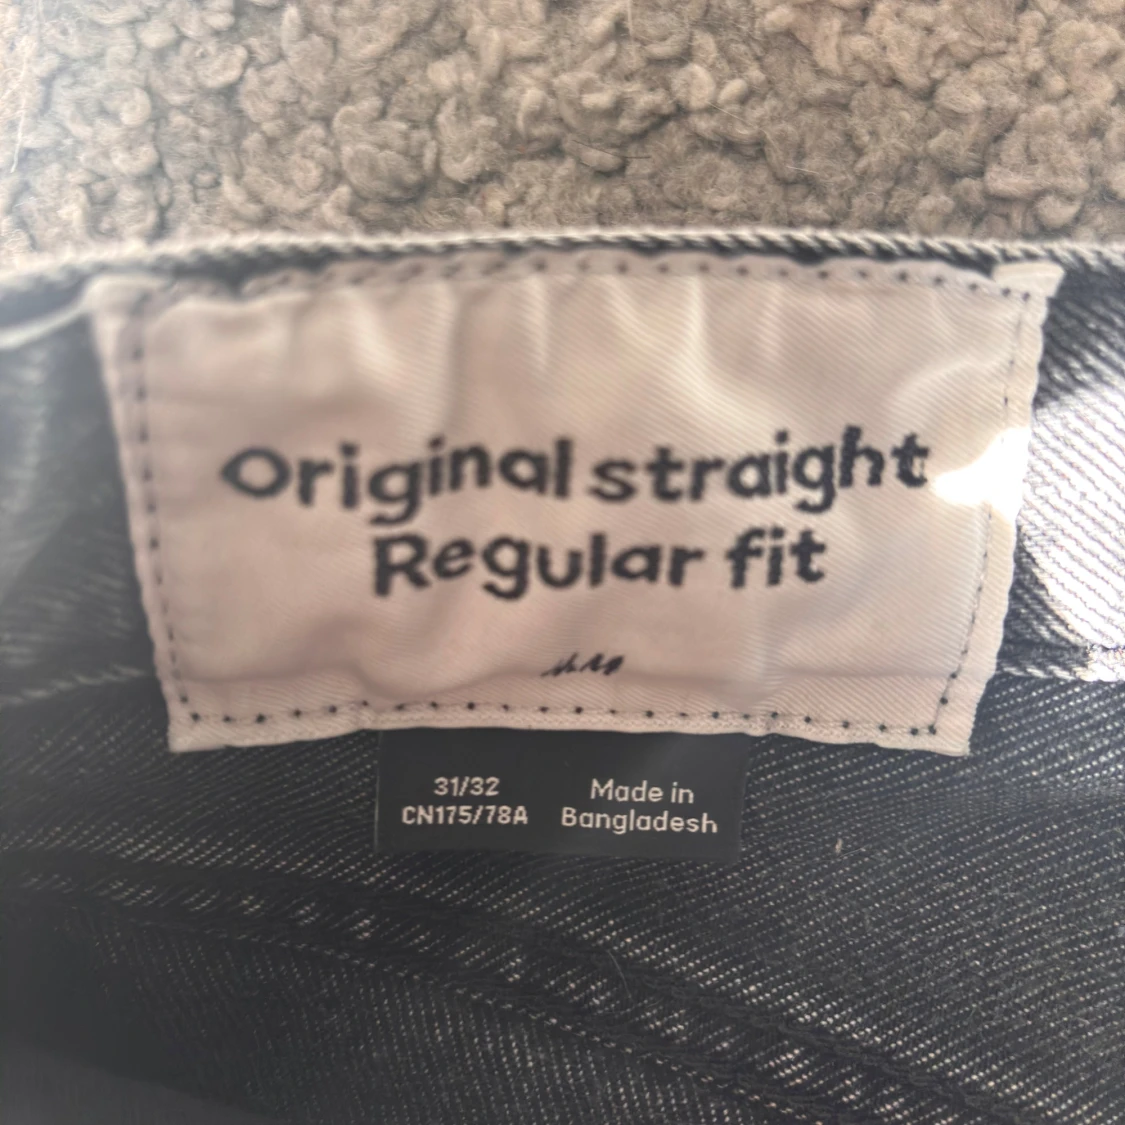 Original straight
Regular fit
H&M
31/32
CN175/78A
Made in
Bangladesh